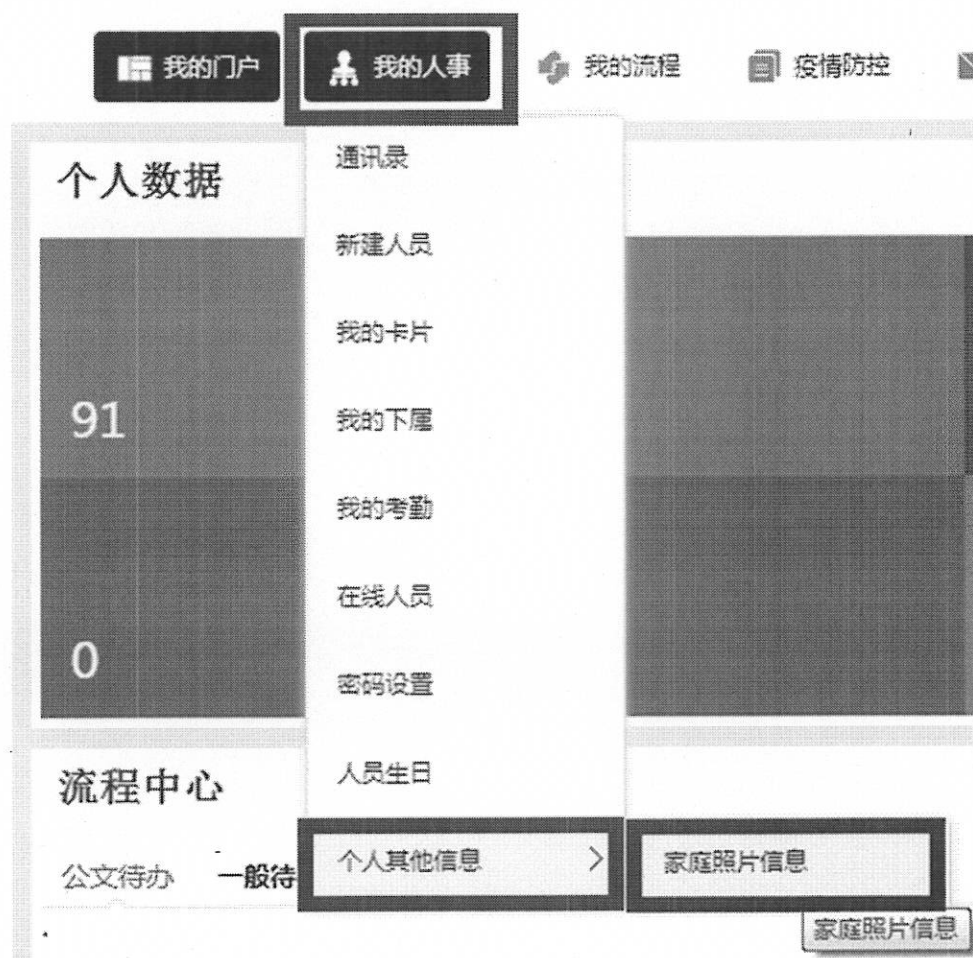 我的门户 我的人事 我的流程 疫情防控
个人数据
通讯录
新建人员
我的卡片
91
我的下属
我的考勤
在线人员
0
密码设置
人员生日
流程中心
公文待办 一般待
个人其他信息 >
家庭照片信息
家庭照片信息